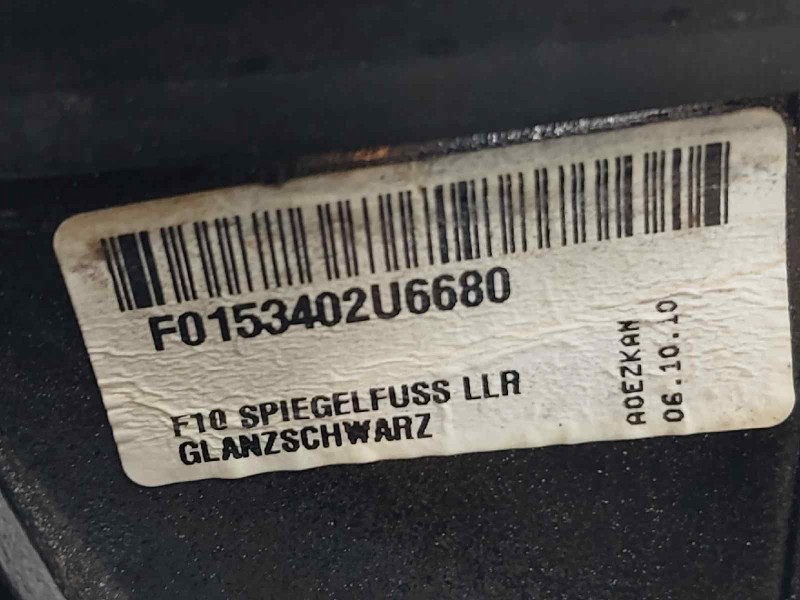 F0153402U6680
F10 SPIEGELFUSS LLR
GLANZSCHWARZ
AOEZKAN
06.10.10